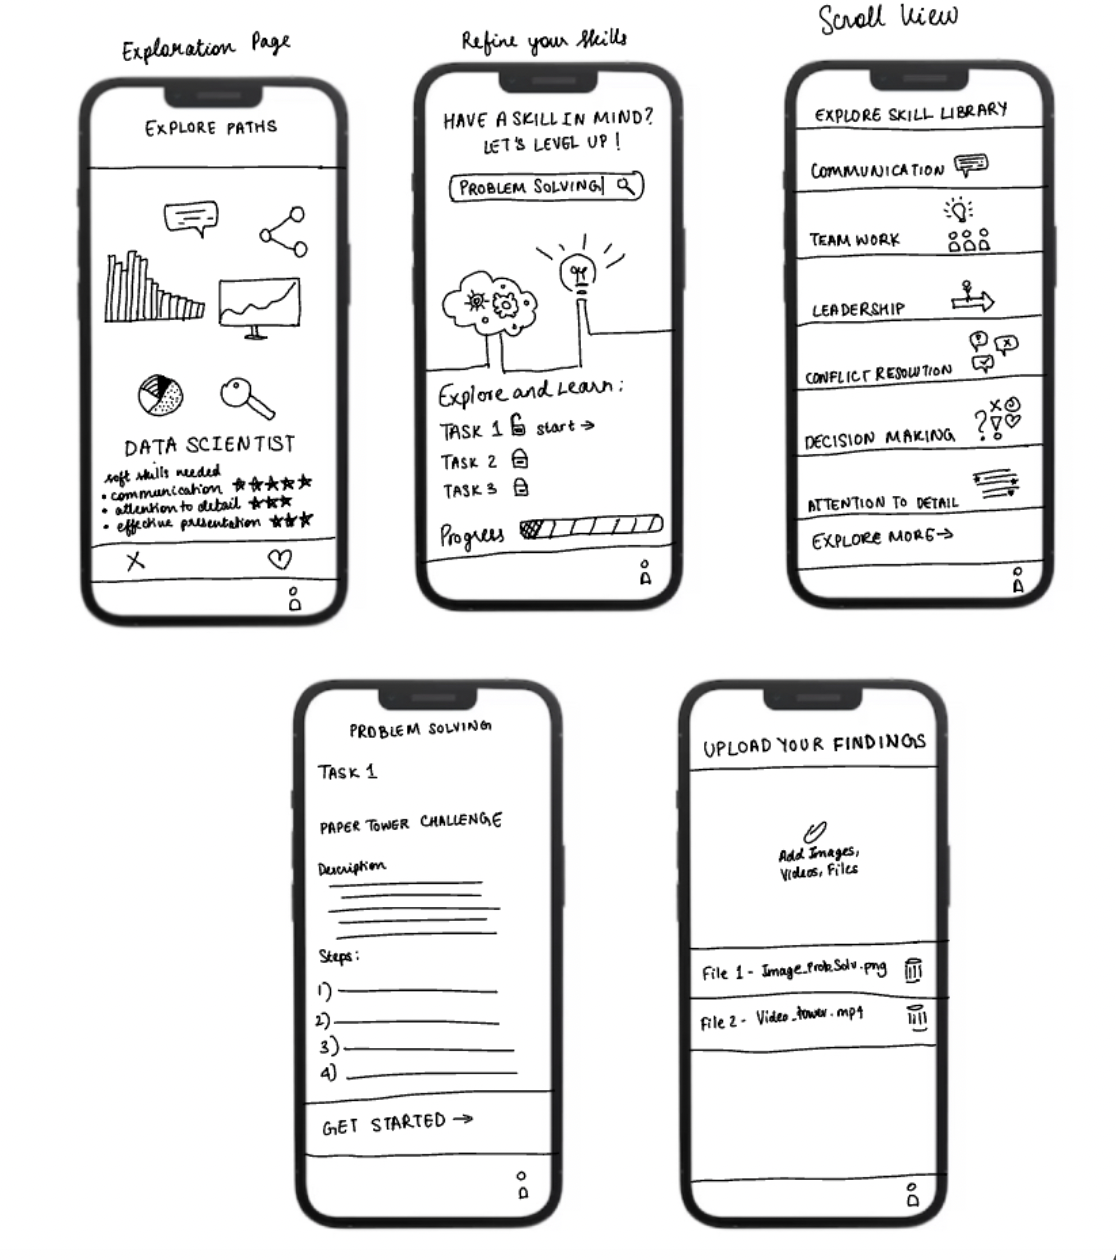 Exploration Page
EXPLORE PATHS
DATA SCIENTIST
soft skills needed
• communication
• attention to detail
• effective presentation
X
Refine your Skills
HAVE A SKILL IN MIND?
LET'S LEVEL UP !
PROBLEM SOLVING
Explore and Learn :
TASK 1 start →
TASK 2
TASK 3
Progress
Scroll View
EXPLORE SKILL LIBRARY
COMMUNICATION
TEAM WORK
LEADERSHIP
CONFLICT RESOLUTION
DECISION MAKING
ATTENTION TO DETAIL
EXPLORE MORE→
PROBLEM SOLVING
TASK 1
PAPER TOWER CHALLENGE
Description
Steps :
1)
2)
3)
4)
GET STARTED →
UPLOAD YOUR FINDINGS
Add Images,
Videos, Files
File 1 - Image_Prob.Solv.png
File 2 - Video_tower.mp4